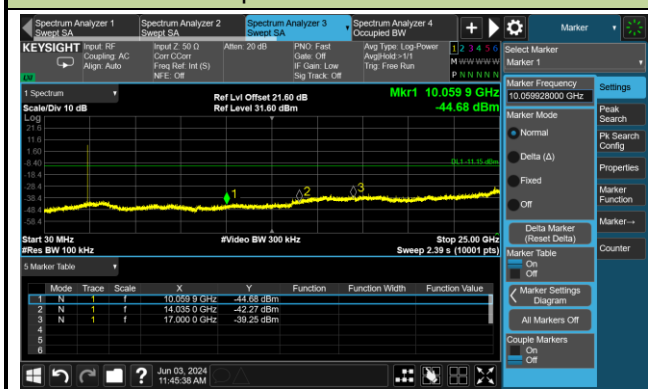 Spectrum Analyzer 1
Swept SA
Spectrum Analyzer 2
Swept SA
Spectrum Analyzer 3
Swept SA
Spectrum Analyzer 4
Occupied BW
Marker
KEYSIGHT
Input: RF
Coupling: AC
Align: Auto
Input Z: 50 Ω
Corr CCorr
Freq Ref: Int (S)
NFE: Off
Atten: 20 dB
PNO: Fast
Gate: Off
IF Gain: Low
Sig Track: Off
Avg Type: Log-Power
Avg|Hold:>1/1
Trig: Free Run
1 2 3 4 5 6
M W W W W W
P N N N N N
LW
Select Marker
Marker 1
1 Spectrum
Scale/Div 10 dB
Ref Lvl Offset 21.60 dB
Ref Level 31.60 dBm
Mkr1 10.059 9 GHz
-44.68 dBm
Log
21.6
11.6
1.60
-8.40
-18.4
-28.4
-38.4
-48.4
-58.4
DL1 -11.15 dBm
1
2
3
Start 30 MHz
#Res BW 100 kHz
#Video BW 300 kHz
Stop 25.00 GHz
Sweep 2.39 s (10001 pts)
5 Marker Table
Mode Trace Scale X Y Function Function Width Function Value
1 N 1 f 10.059 9 GHz -44.68 dBm
2 N 1 f 14.035 0 GHz -42.27 dBm
3 N 1 f 17.000 0 GHz -39.25 dBm
4
5
6
Marker Frequency
10.059928000 GHz
Marker Mode
Normal
Delta (Δ)
Fixed
Off
Delta Marker
(Reset Delta)
Marker Table
On
Off
Marker Settings
Diagram
All Markers Off
Couple Markers
On
Off
Settings
Peak
Search
Pk Search
Config
Properties
Marker
Function
Marker→
Counter
Jun 03, 2024
11:45:38 AM